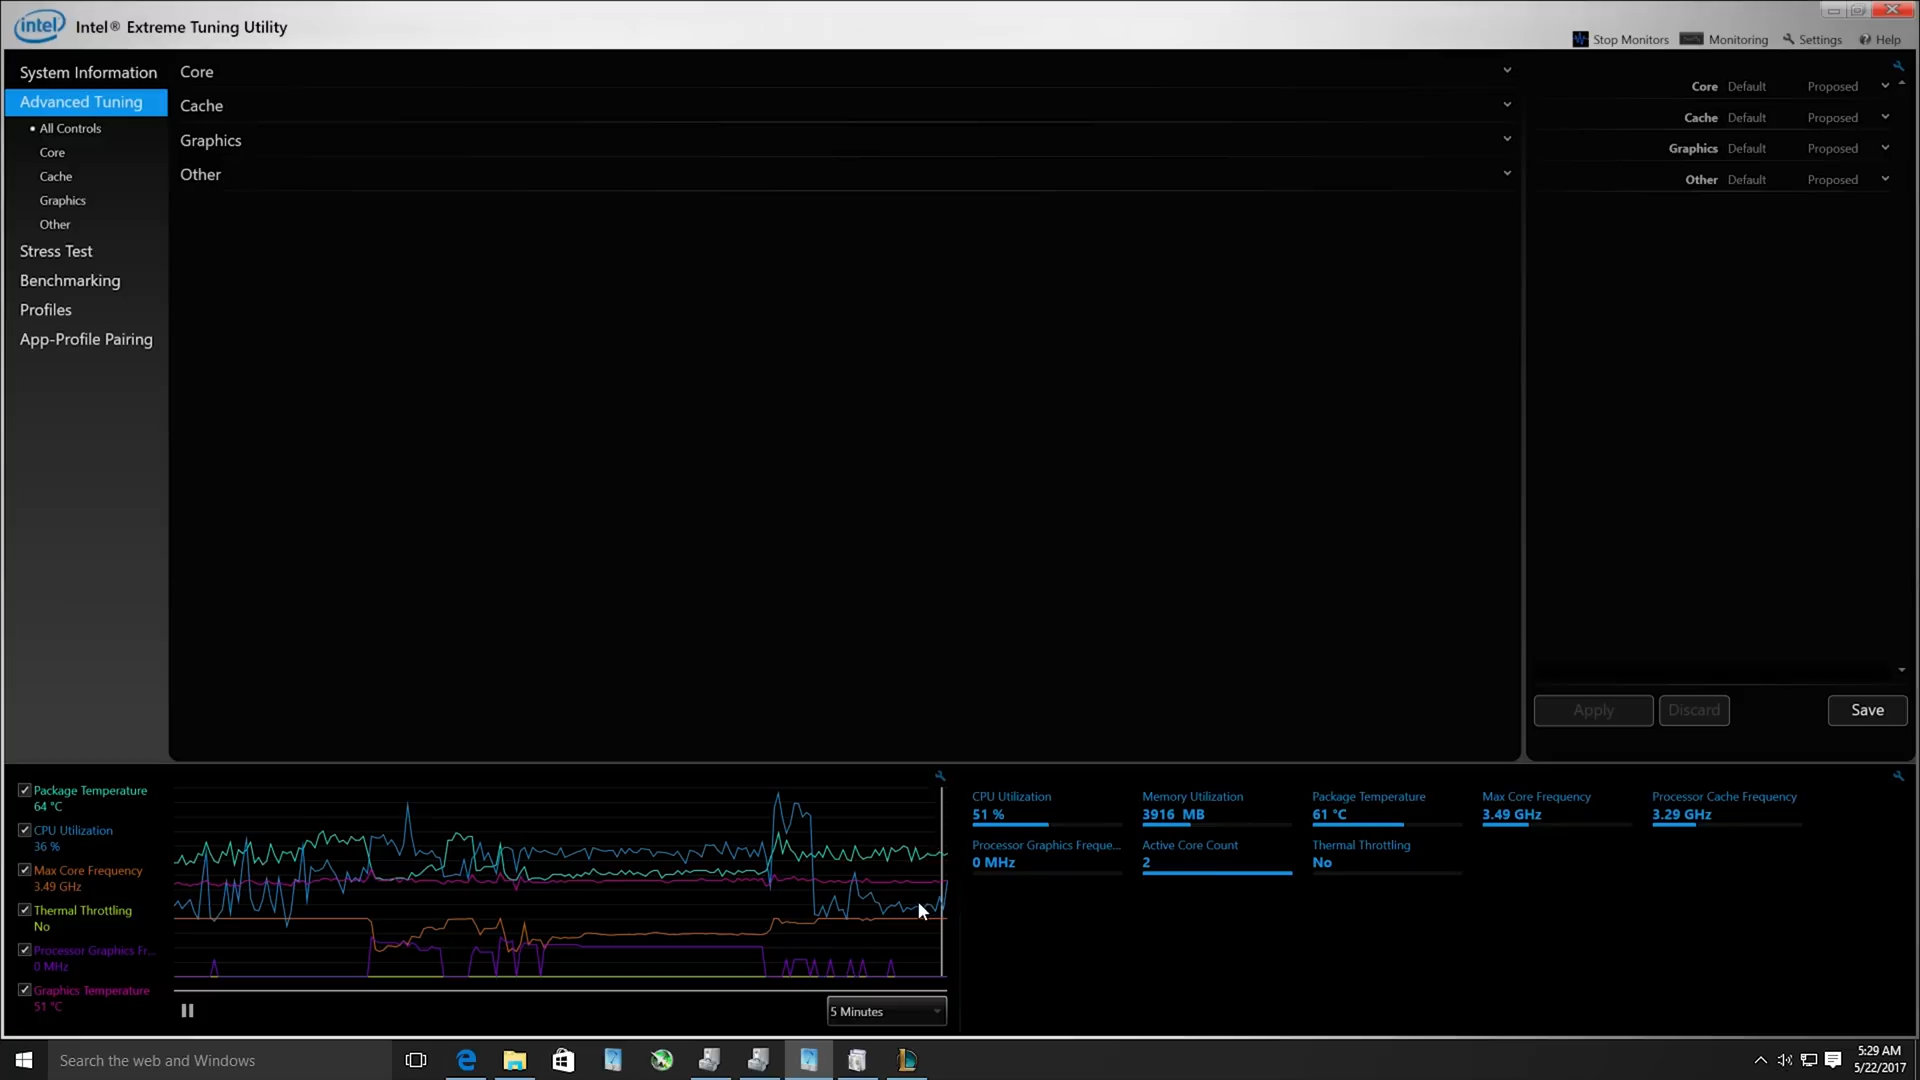 intel
Intel® Extreme Tuning Utility
Stop Monitors
Monitoring
Settings
Help
System Information
Advanced Tuning
• All Controls
Core
Cache
Graphics
Other
Stress Test
Benchmarking
Profiles
App-Profile Pairing
Core
Cache
Graphics
Other
Core Default Proposed
Cache Default Proposed
Graphics Default Proposed
Other Default Proposed
Apply
Discard
Save
Package Temperature
64 °C
CPU Utilization
36 %
Max Core Frequency
3.49 GHz
Thermal Throttling
No
Processor Graphics Fr...
0 MHz
Graphics Temperature
51 °C
5 Minutes
CPU Utilization
51 %
Memory Utilization
3916 MB
Package Temperature
61 °C
Max Core Frequency
3.49 GHz
Processor Cache Frequency
3.29 GHz
Processor Graphics Freque...
0 MHz
Active Core Count
2
Thermal Throttling
No
Search the web and Windows
5:29 AM
5/22/2017